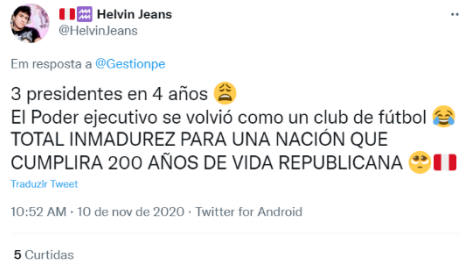 🇵🇪♒ Helvin Jeans
@HelvinJeans
Em resposta a @Gestionpe
3 presidentes en 4 años 😩
El Poder ejecutivo se volvió como un club de fútbol 😂
TOTAL INMADUREZ PARA UNA NACIÓN QUE
CUMPLIRA 200 AÑOS DE VIDA REPUBLICANA 🥺🇵🇪
Traduzir Tweet
10:52 AM · 10 de nov de 2020 · Twitter for Android
5 Curtidas